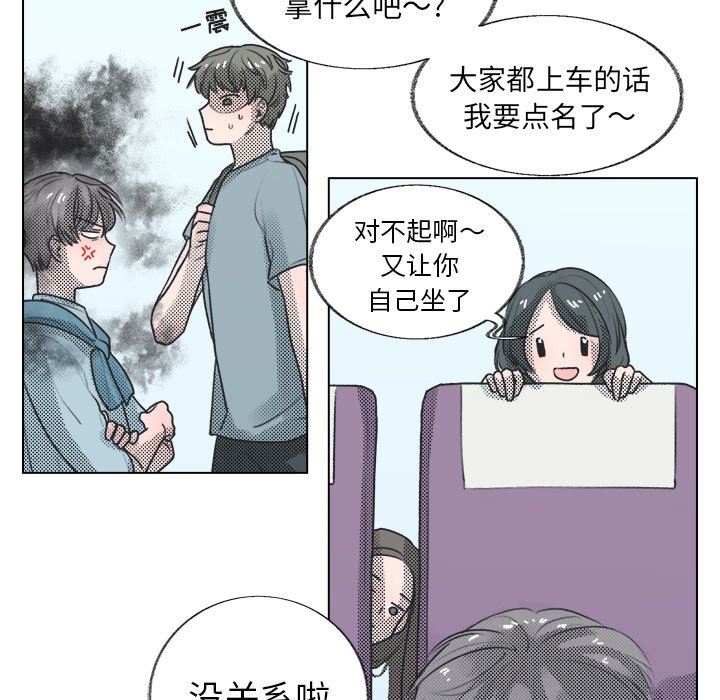 拿什么吧～?
一震
大家都上车的话
我要点名了～
对不起啊～
又让你
自己坐了
没关系啦